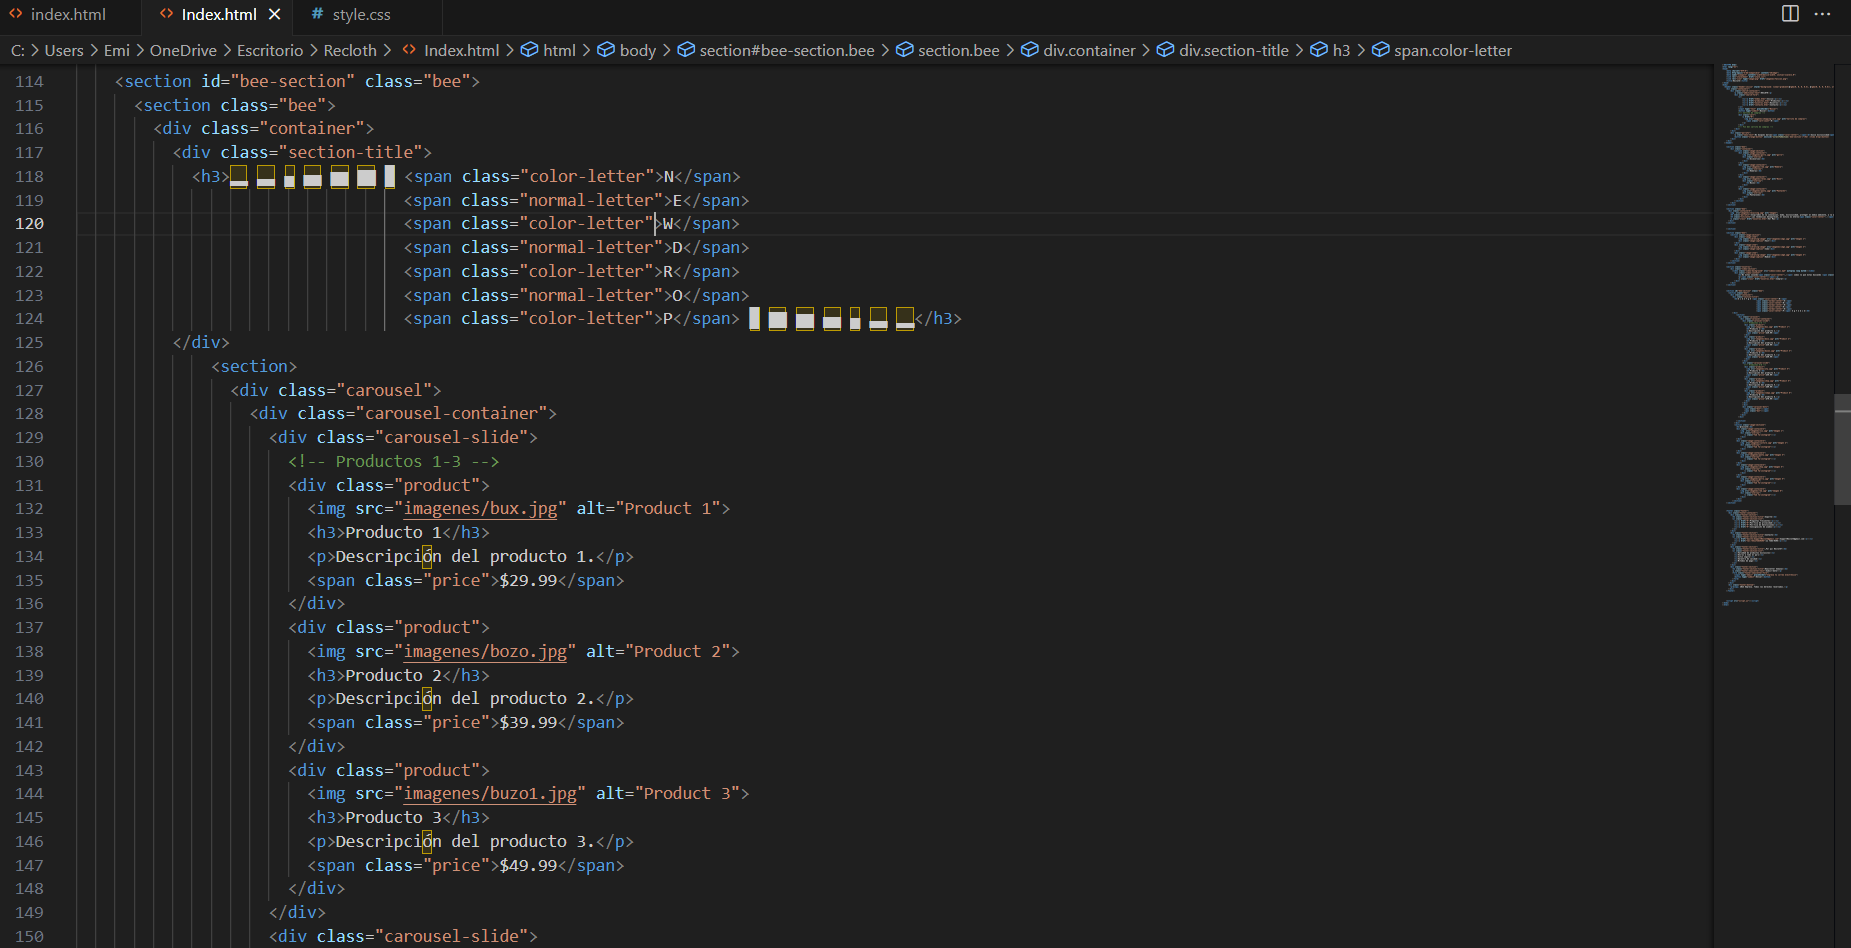 index.html Index.html style.css
C: > Users > Emi > OneDrive > Escritorio > Recloth > Index.html > html > body > section#bee-section.bee > section.bee > div.container > div.section-title > h3 > span.color-letter
114 <section id="bee-section" class="bee">
115 <section class="bee">
116 <div class="container">
117 <div class="section-title">
118 <h3>▂ ▃ ▄ ▅ ▆ ▇ █ <span class="color-letter">N</span>
119 <span class="normal-letter">E</span>
120 <span class="color-letter">W</span>
121 <span class="normal-letter">D</span>
122 <span class="color-letter">R</span>
123 <span class="normal-letter">O</span>
124 <span class="color-letter">P</span> █ ▇ ▆ ▅ ▄ ▃ ▂</h3>
125 </div>
126 <section>
127 <div class="carousel">
128 <div class="carousel-container">
129 <div class="carousel-slide">
130 <!-- Productos 1-3 -->
131 <div class="product">
132 <img src="imagenes/bux.jpg" alt="Product 1">
133 <h3>Producto 1</h3>
134 <p>Descripción del producto 1.</p>
135 <span class="price">$29.99</span>
136 </div>
137 <div class="product">
138 <img src="imagenes/bozo.jpg" alt="Product 2">
139 <h3>Producto 2</h3>
140 <p>Descripción del producto 2.</p>
141 <span class="price">$39.99</span>
142 </div>
143 <div class="product">
144 <img src="imagenes/buzo1.jpg" alt="Product 3">
145 <h3>Producto 3</h3>
146 <p>Descripción del producto 3.</p>
147 <span class="price">$49.99</span>
148 </div>
149 </div>
150 <div class="carousel-slide">